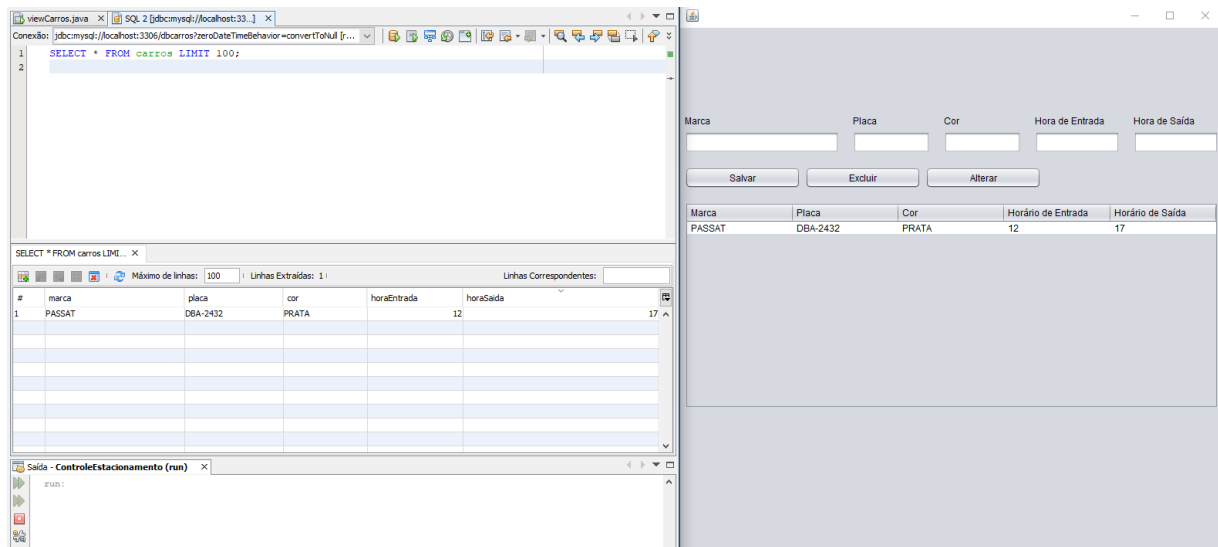 viewCarros.java
SQL 2 [jdbc:mysql://localhost:33...]
Conexão: jdbc:mysql://localhost:3306/dbcarros?zeroDateTimeBehavior=convertToNull [r...
1 SELECT * FROM carros LIMIT 100;
2
SELECT * FROM carros LIMI...
Máximo de linhas: 100 Linhas Extraídas: 1 Linhas Correspondentes:
# marca placa cor horaEntrada horaSaida
1 PASSAT DBA-2432 PRATA 12 17
Saída - ControleEstacionamento (run)
run:
Marca Placa Cor Hora de Entrada Hora de Saída
Salvar Excluir Alterar
Marca Placa Cor Horário de Entrada Horário de Saída
PASSAT DBA-2432 PRATA 12 17